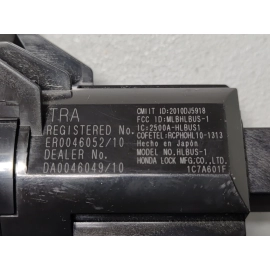 TRA
REGISTERED No.
ER0046052/10
DEALER No.
DA0046049/10
CMIIT ID:2010DJ5918
FCC ID:MLBHLBUS-1
IC:2500A-HLBUS1
COFETEL:RCPHOHL10-1313
Hecho en Japón
MODEL No.:HLBUS-1
HONDA LOCK MFG.CO.,LTD.
1C7A601F